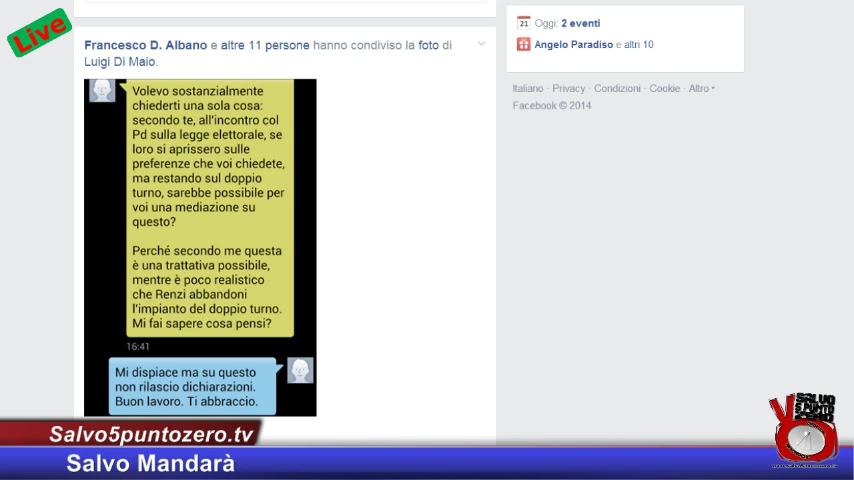 Live
Francesco D. Albano e altre 11 persone hanno condiviso la foto di
Luigi Di Maio.
Volevo sostanzialmente
chiederti una sola cosa:
secondo te, all'incontro col
Pd sulla legge elettorale, se
loro si aprissero sulle
preferenze che voi chiedete,
ma restando sul doppio
turno, sarebbe possibile per
voi una mediazione su
questo?
Perché secondo me questa
è una trattativa possibile,
mentre è poco realistico
che Renzi abbandoni
l'impianto del doppio turno.
Mi fai sapere cosa pensi?
16:41
Mi dispiace ma su questo
non rilascio dichiarazioni.
Buon lavoro. Ti abbraccio.
21 Oggi: 2 eventi
Angelo Paradiso e altri 10
Italiano · Privacy · Condizioni · Cookie · Altro
Facebook © 2014
Salvo5puntozero.tv
Salvo Mandarà
SALVO
5 PUNTO
ZERO